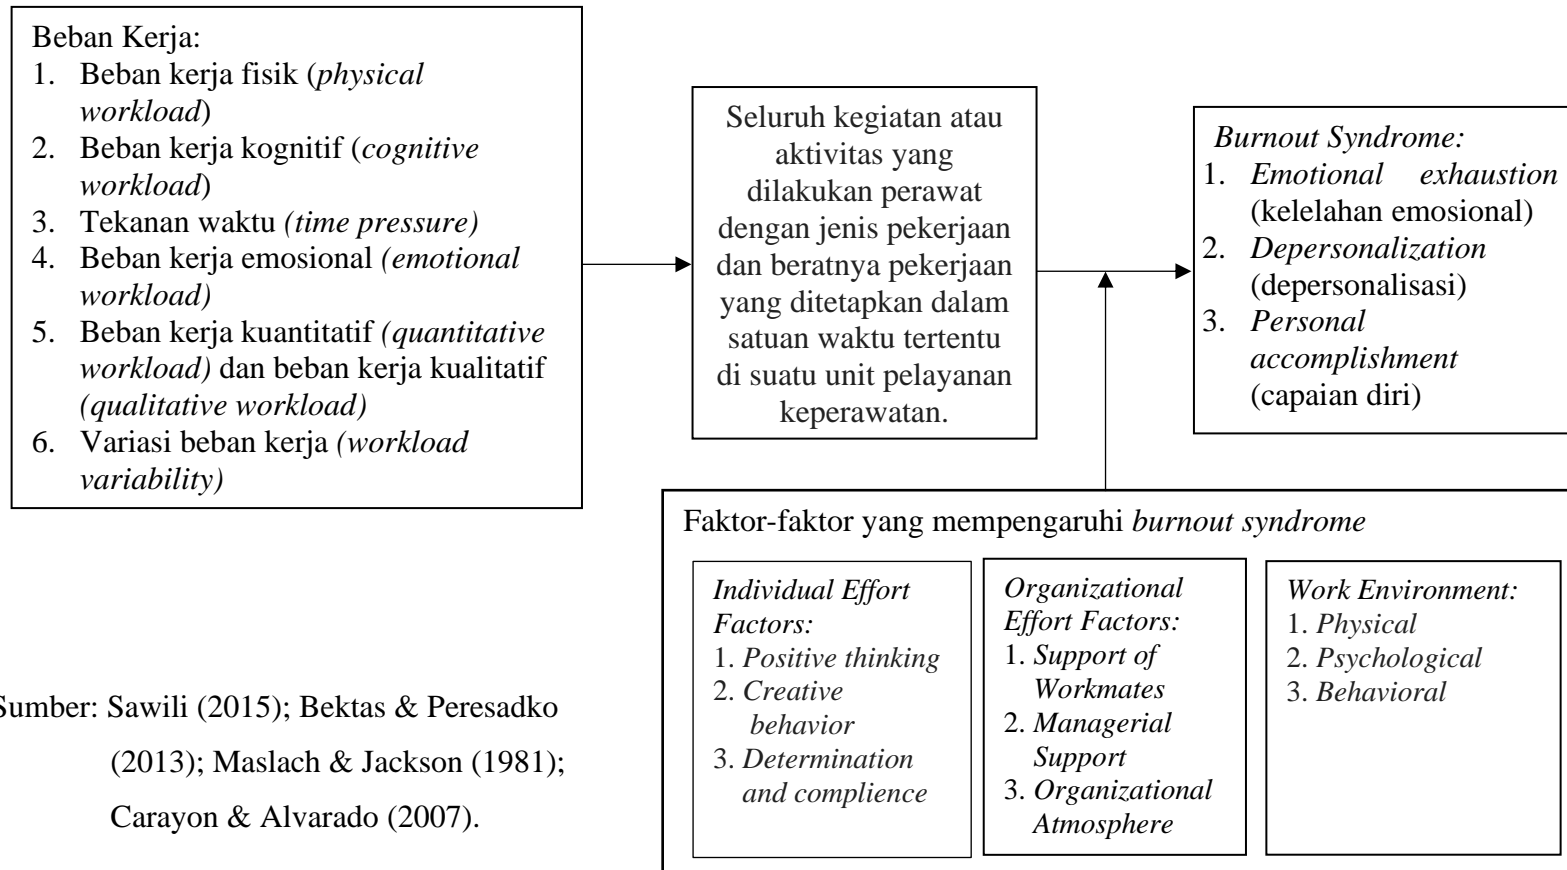 Beban Kerja:
1. Beban kerja fisik (physical
workload)
2. Beban kerja kognitif (cognitive
workload)
3. Tekanan waktu (time pressure)
4. Beban kerja emosional (emotional
workload)
5. Beban kerja kuantitatif (quantitative
workload) dan beban kerja kualitatif
(qualitative workload)
6. Variasi beban kerja (workload
variability)
Seluruh kegiatan atau
aktivitas yang
dilakukan perawat
dengan jenis pekerjaan
dan beratnya pekerjaan
yang ditetapkan dalam
satuan waktu tertentu
di suatu unit pelayanan
keperawatan.
Burnout Syndrome:
1. Emotional exhaustion
(kelelahan emosional)
2. Depersonalization
(depersonalisasi)
3. Personal
accomplishment
(capaian diri)
Faktor-faktor yang mempengaruhi burnout syndrome
Individual Effort
Factors:
1. Positive thinking
2. Creative
behavior
3. Determination
and complience
Organizational
Effort Factors:
1. Support of
Workmates
2. Managerial
Support
3. Organizational
Atmosphere
Work Environment:
1. Physical
2. Psychological
3. Behavioral
Sumber: Sawili (2015); Bektas & Peresadko
(2013); Maslach & Jackson (1981);
Carayon & Alvarado (2007).